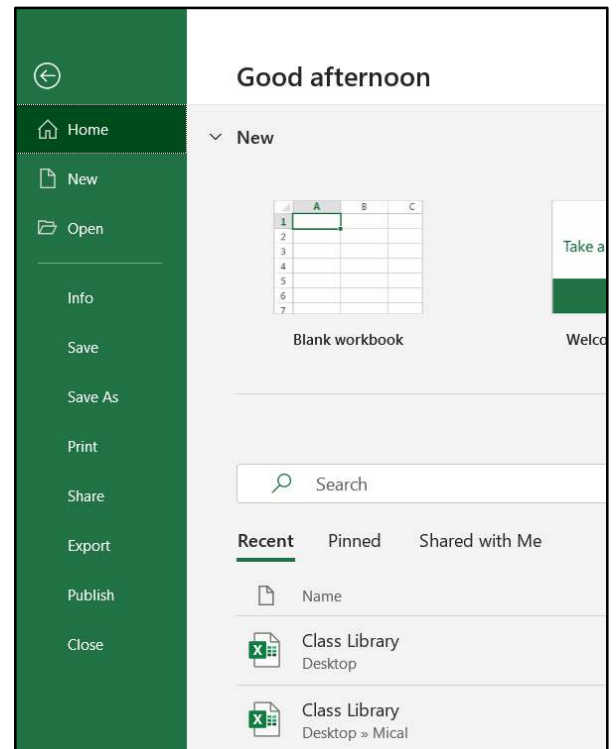 Good afternoon
Home
New
Open
Info
Save
Save As
Print
Share
Export
Publish
Close
New
A B C
1
2
3
4
5
6
7
Blank workbook
Take a
Welco
Search
Recent Pinned Shared with Me
Name
Class Library
Desktop
Class Library
Desktop » Mical